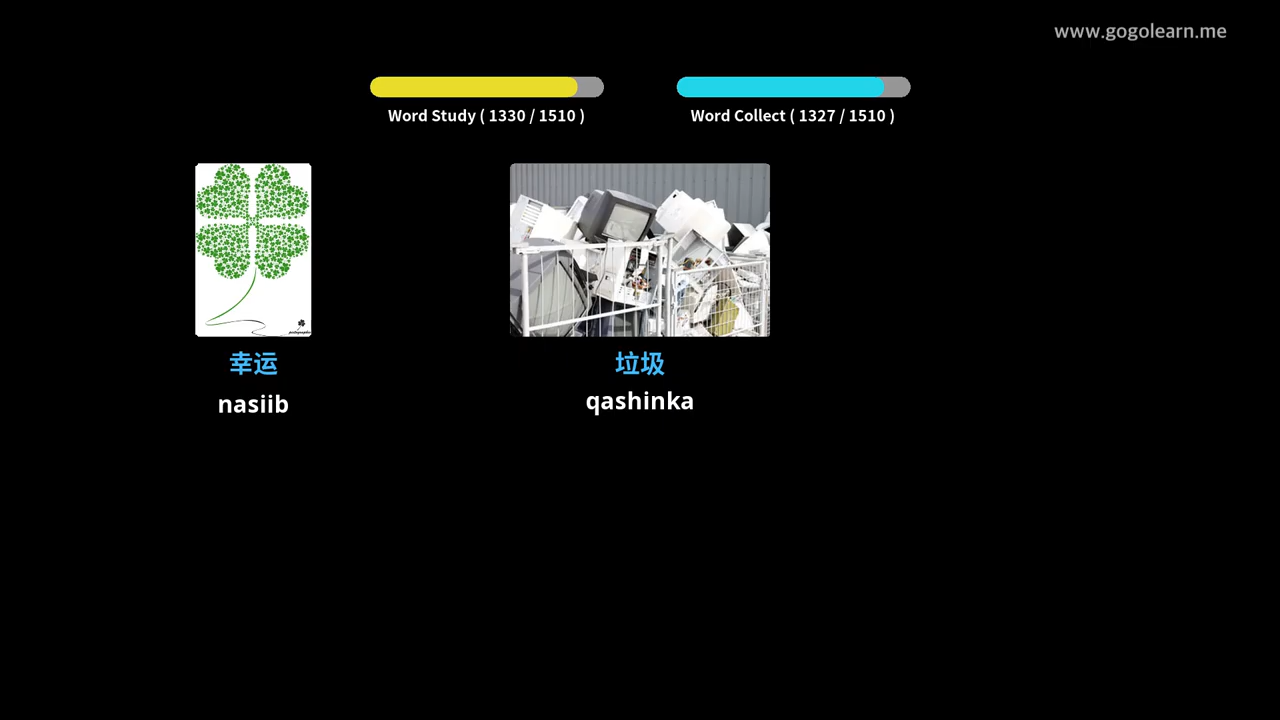 www.gogolearn.me
Word Study ( 1330 / 1510 )
Word Collect ( 1327 / 1510 )
幸运
垃圾
nasiib
qashinka